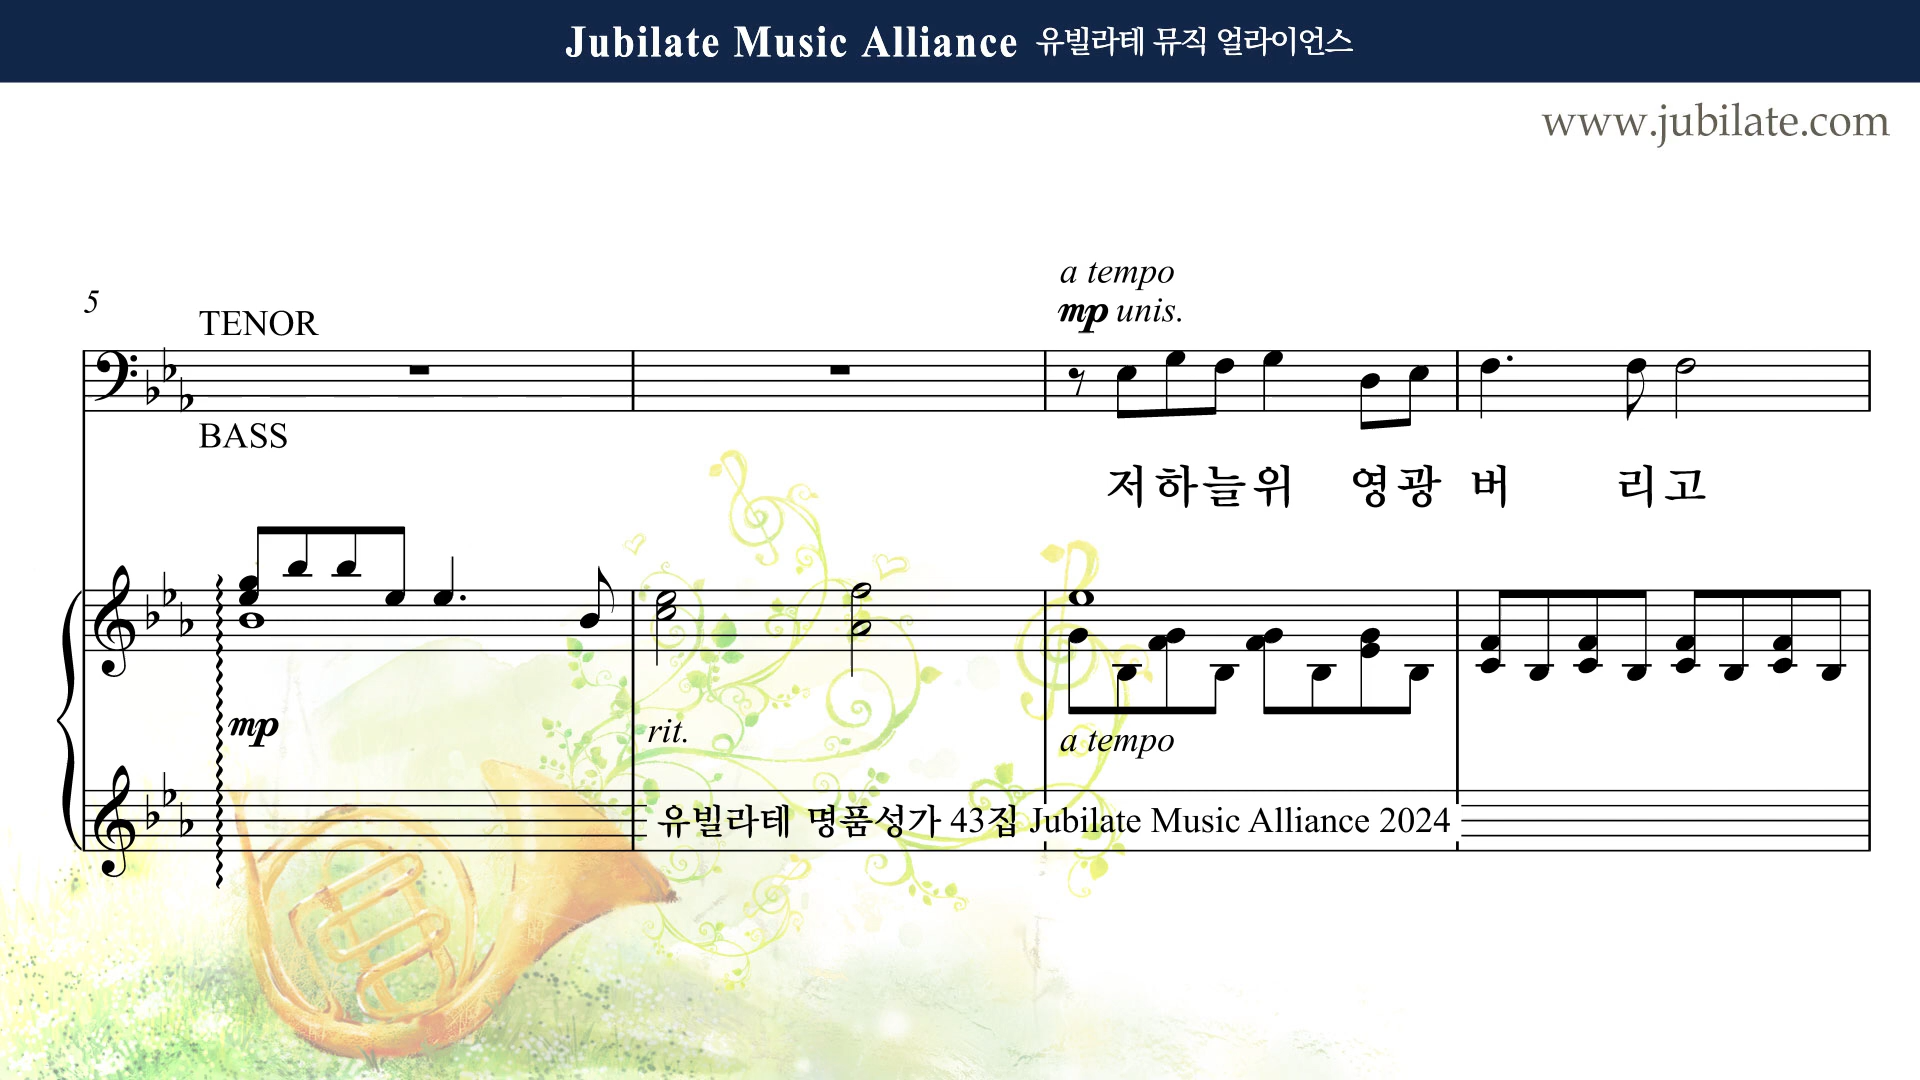 Jubilate Music Alliance 유빌라테 뮤직 얼라이언스
www.jubilate.com
a tempo
5
TENOR
mp unis.
BASS
저하늘위 영광 버 리고
mp
rit.
a tempo
유빌라테 명품성가 43집 Jubilate Music Alliance 2024